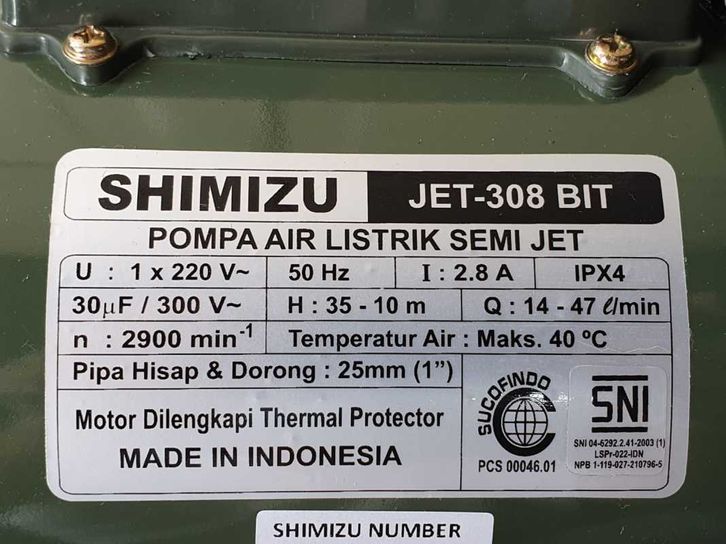 SHIMIZU JET-308 BIT
POMPA AIR LISTRIK SEMI JET
U : 1 x 220 V~ 50 Hz I : 2.8 A IPX4
30µF / 300 V~ H : 35 - 10 m Q : 14 - 47 ℓ/min
n : 2900 min⁻¹ Temperatur Air : Maks. 40 ºC
Pipa Hisap & Dorong : 25mm (1”)
Motor Dilengkapi Thermal Protector
MADE IN INDONESIA
SUCOFINDO
PCS 00046.01
SNI
SNI 04-6292.2.41-2003 (1)
LSPr-022-IDN
NPB 1-119-027-210796-5
SHIMIZU NUMBER